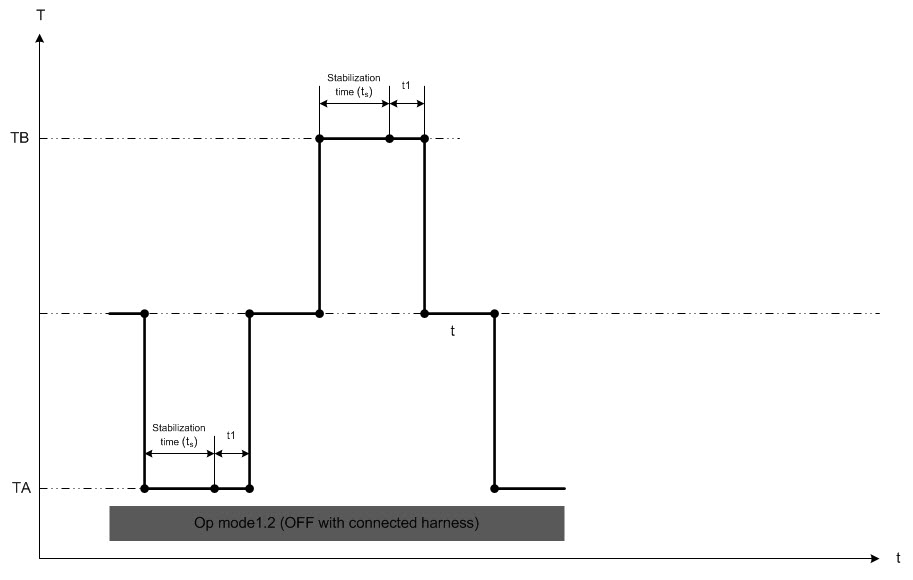 T
Stabilization
time (ts)
t1
TB
t
Stabilization
time (ts)
t1
TA
Op mode1.2 (OFF with connected harness)
t